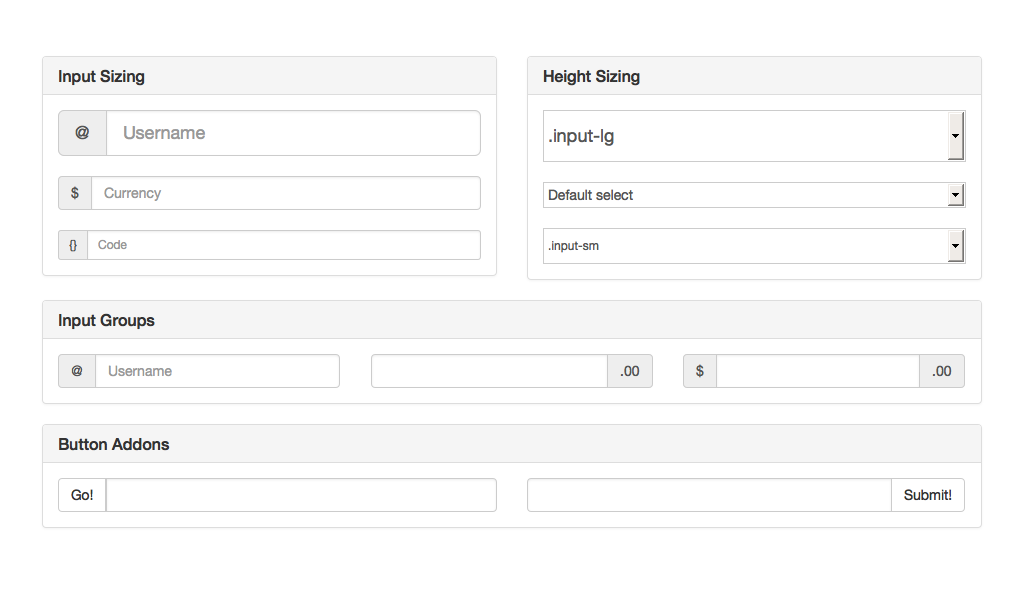 Input Sizing
@ Username
$ Currency
{} Code
Height Sizing
.input-lg
Default select
.input-sm
Input Groups
@ Username .00 $ .00
Button Addons
Go! Submit!